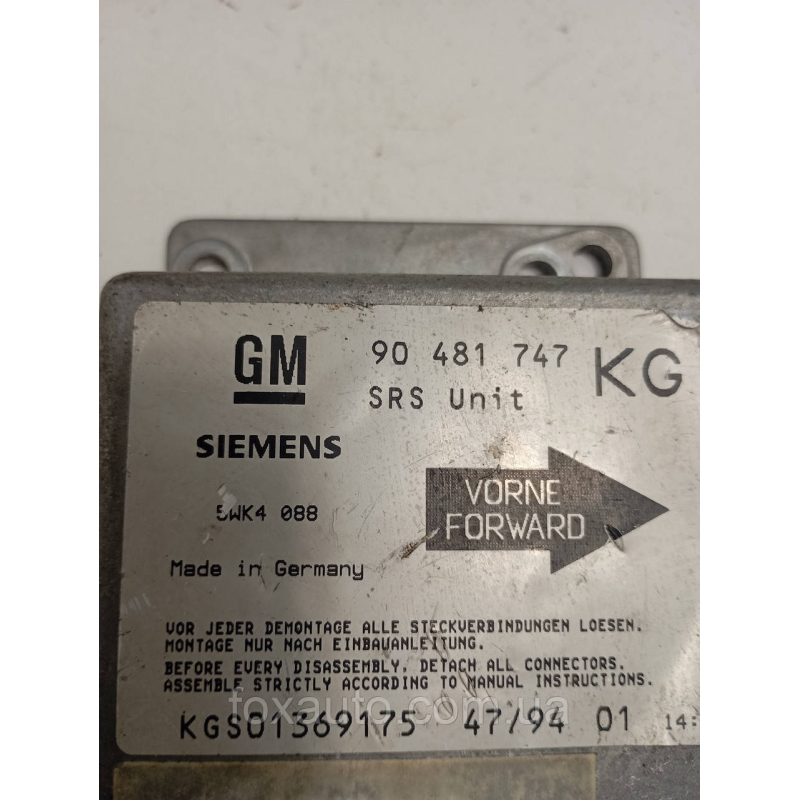 GM 90 481 747 KG
SRS Unit
SIEMENS
5WK4 088
VORNE
FORWARD
Made in Germany
VOR JEDER DEMONTAGE ALLE STECKVERBINDUNGEN LOESEN.
MONTAGE NUR NACH EINBAUANLEITUNG.
BEFORE EVERY DISASSEMBLY, DETACH ALL CONNECTORS.
ASSEMBLE STRICTLY ACCORDING TO MANUAL INSTRUCTIONS.
foxauto.com.ua
KGS01369175 47/94 01 14: